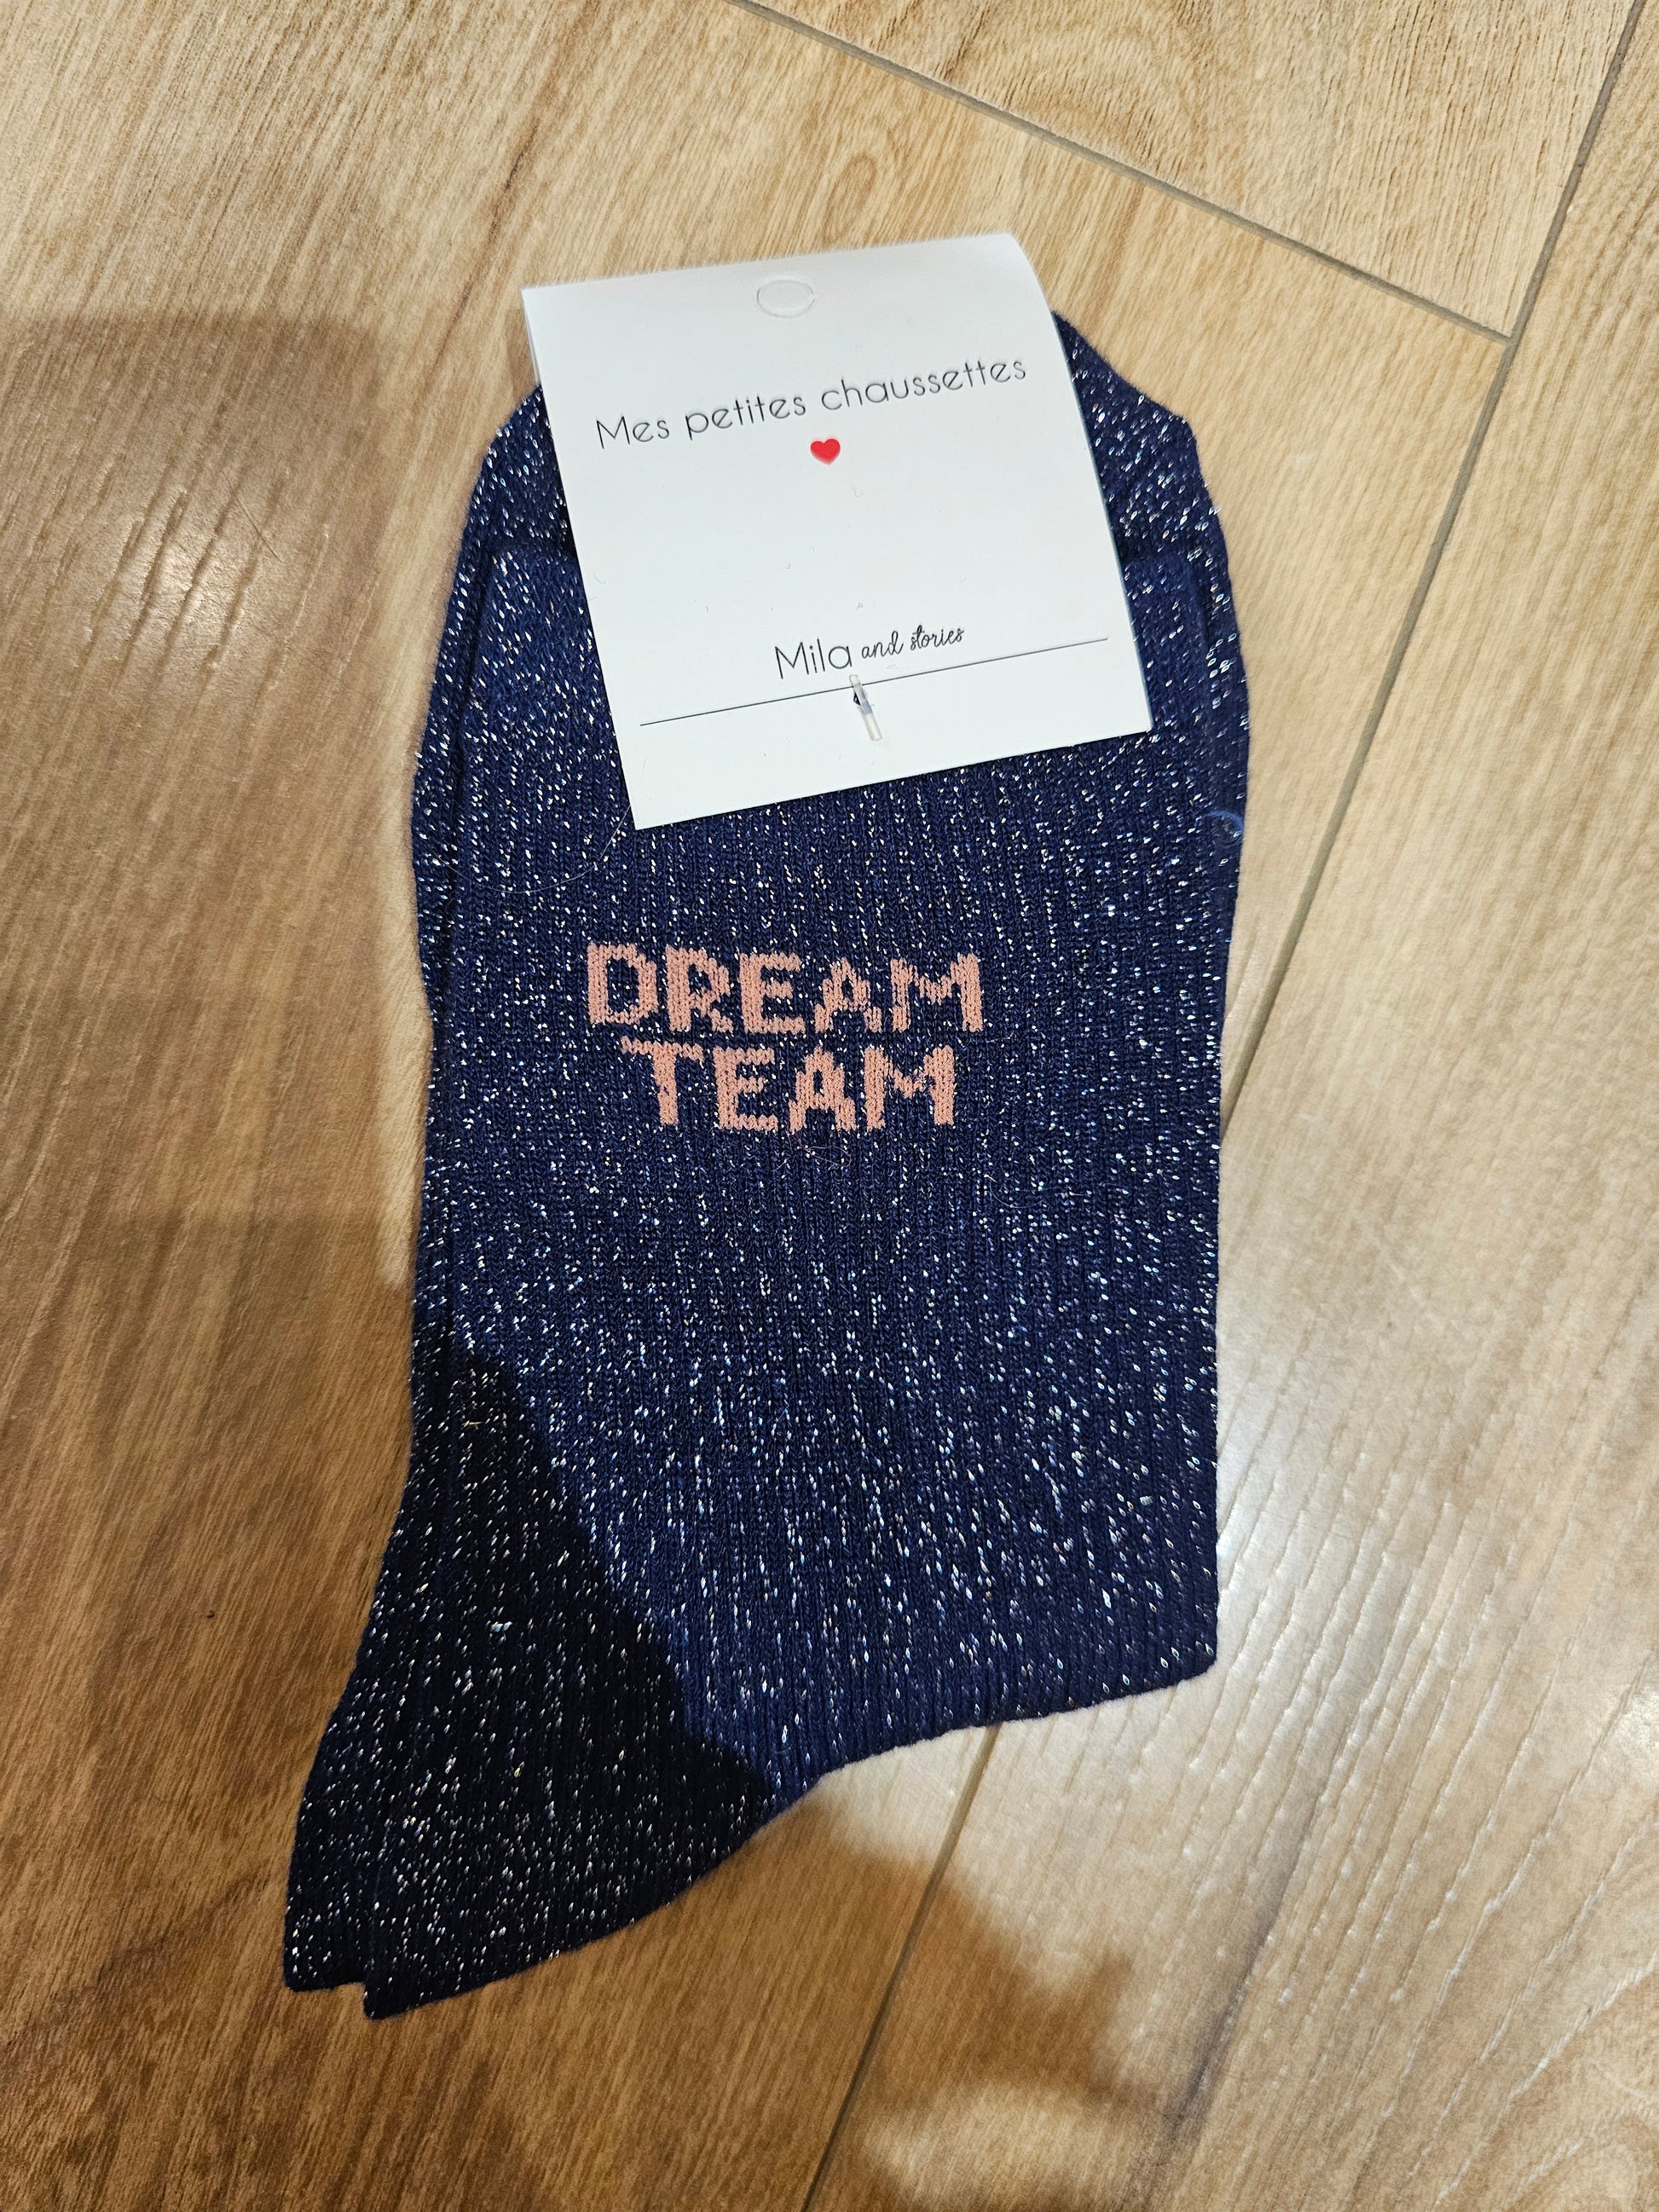 Mes petites chaussettes
Mila and stories
DREAM
TEAM